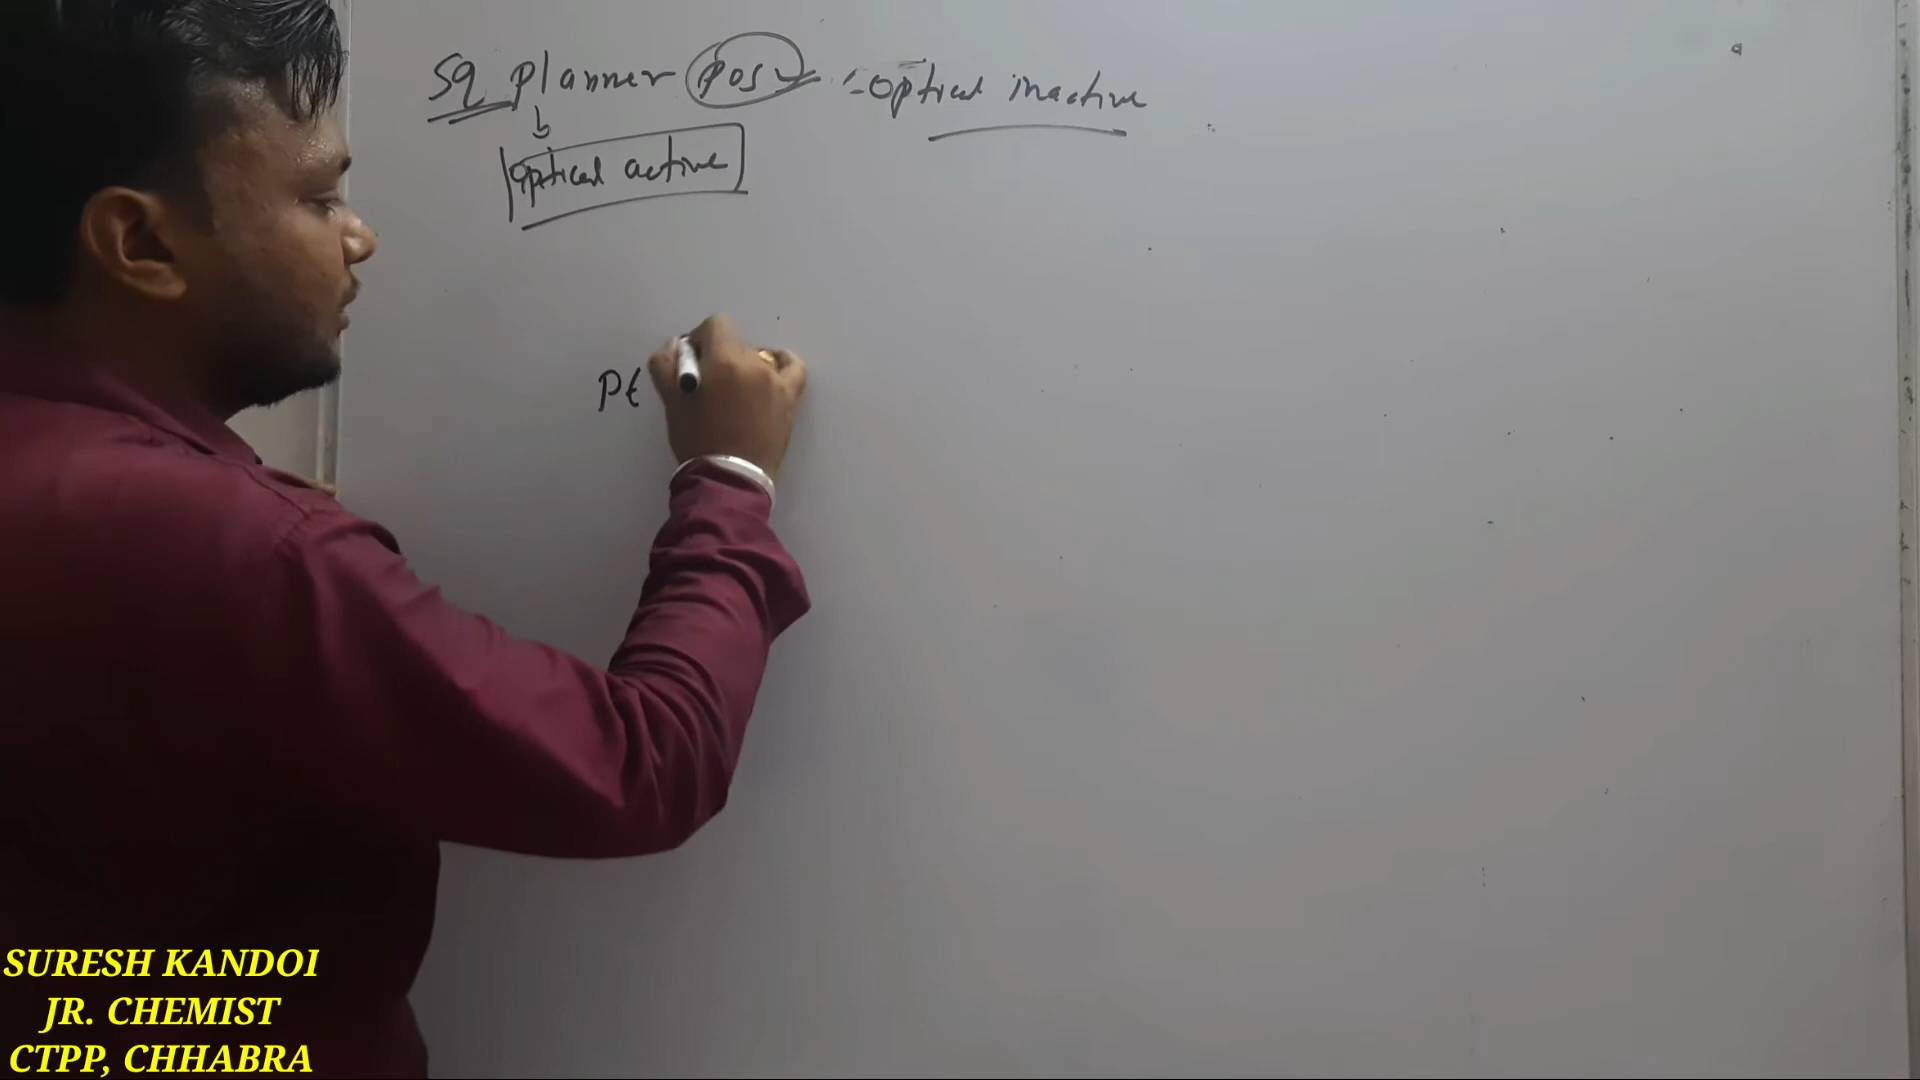 Sq planner pos :- Optical inactive
Optical active
Pt
SURESH KANDOI
JR. CHEMIST
CTPP, CHHABRA